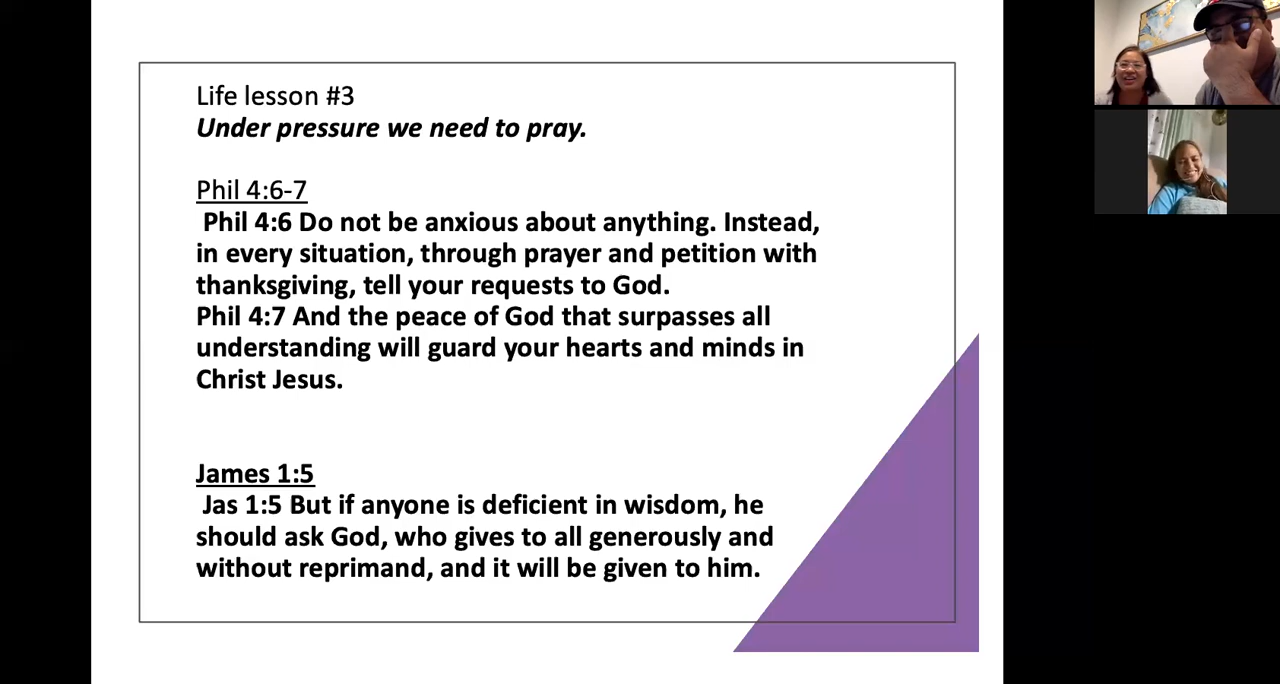 Life lesson #3
Under pressure we need to pray.
Phil 4:6-7
Phil 4:6 Do not be anxious about anything. Instead,
in every situation, through prayer and petition with
thanksgiving, tell your requests to God.
Phil 4:7 And the peace of God that surpasses all
understanding will guard your hearts and minds in
Christ Jesus.
James 1:5
Jas 1:5 But if anyone is deficient in wisdom, he
should ask God, who gives to all generously and
without reprimand, and it will be given to him.